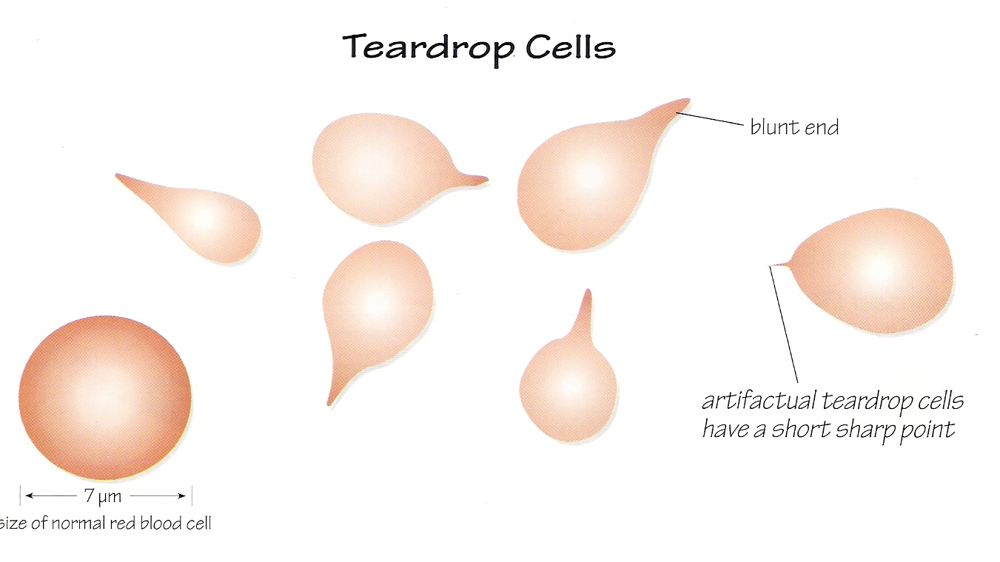 Teardrop Cells
blunt end
artifactual teardrop cells
have a short sharp point
7 µm
size of normal red blood cell